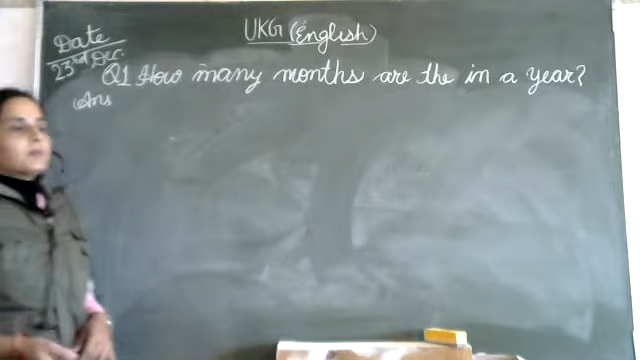 UKG (English)
Date
23rd Dec.
Q1 How many months are the in a year?
Ans